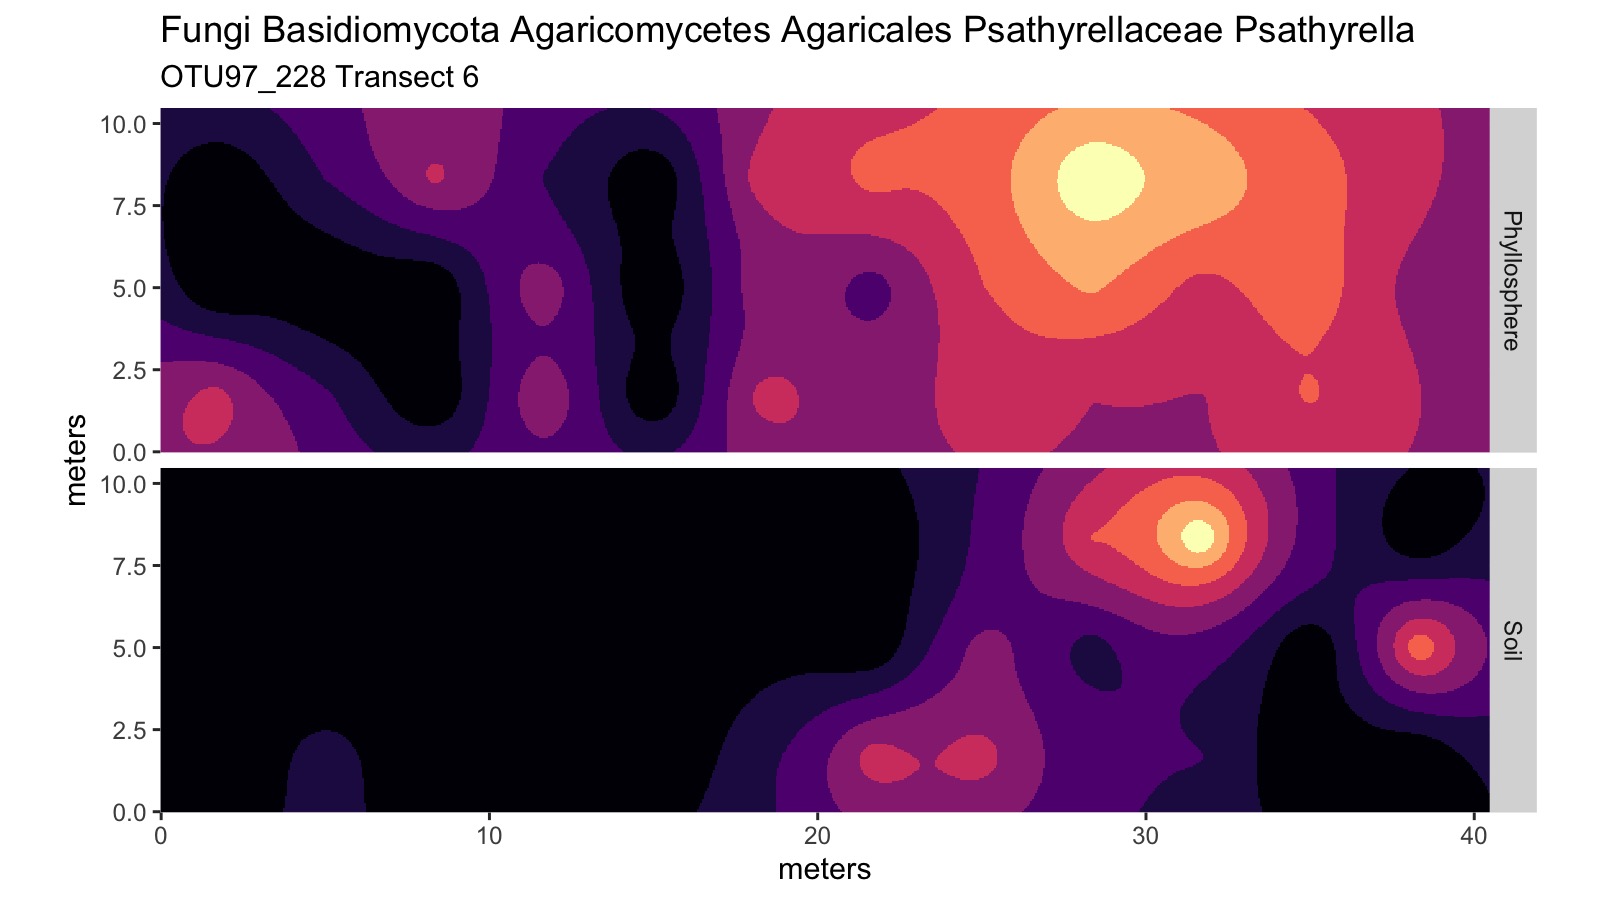 Fungi Basidiomycota Agaricomycetes Agaricales Psathyrellaceae Psathyrella
OTU97_228 Transect 6
10.0
7.5
5.0
2.5
0.0
Phyllosphere
meters
10.0
7.5
5.0
2.5
0.0
Soil
0 10 20 30 40
meters